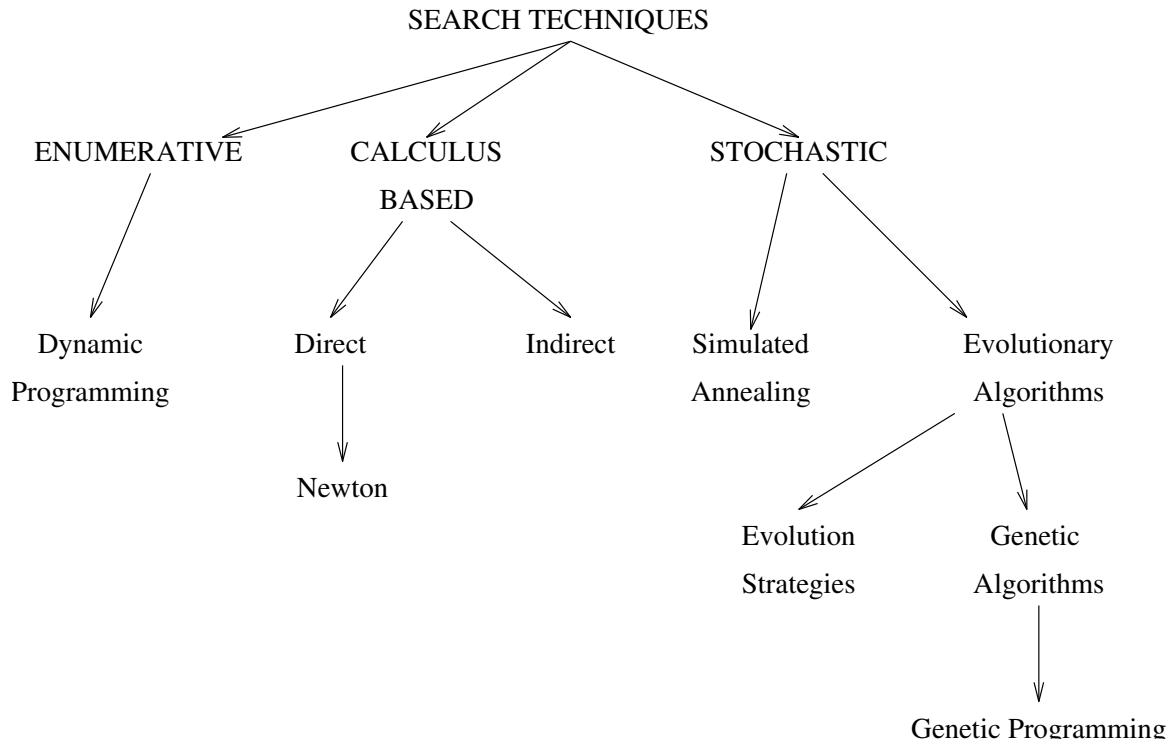 SEARCH TECHNIQUES
ENUMERATIVE
CALCULUS
BASED
STOCHASTIC
Dynamic
Programming
Direct
Indirect
Simulated
Annealing
Evolutionary
Algorithms
Newton
Evolution
Strategies
Genetic
Algorithms
Genetic Programming